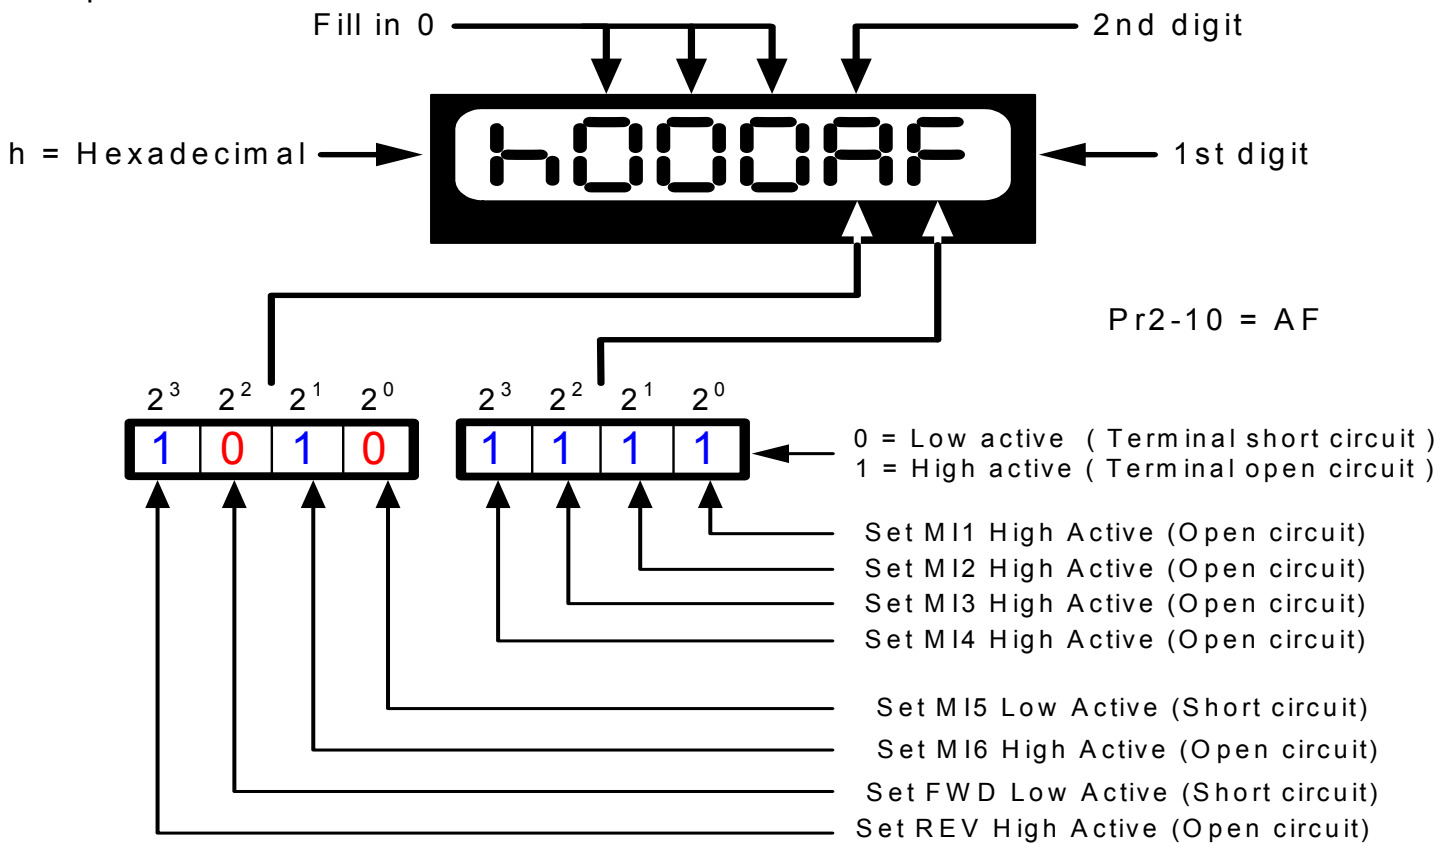 Fill in 0
2nd digit
h = Hexadecimal
h000AF
1st digit
Pr2-10 = AF
2³ 2² 2¹ 2⁰ 2³ 2² 2¹ 2⁰
1 0 1 0 1 1 1 1
0 = Low active ( Terminal short circuit )
1 = High active ( Terminal open circuit )
Set MI1 High Active (Open circuit)
Set MI2 High Active (Open circuit)
Set MI3 High Active (Open circuit)
Set MI4 High Active (Open circuit)
Set MI5 Low Active (Short circuit)
Set MI6 High Active (Open circuit)
Set FWD Low Active (Short circuit)
Set REV High Active (Open circuit)